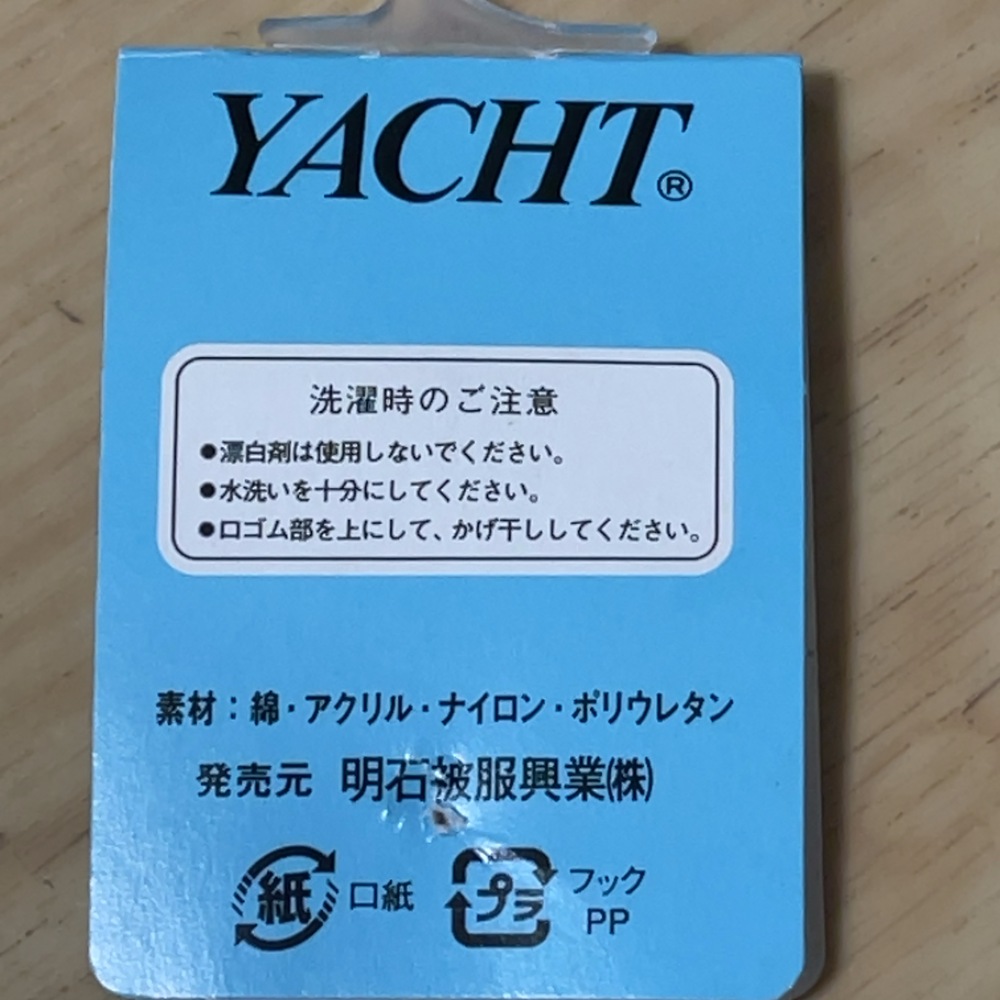 YACHT®
洗濯時のご注意
●漂白剤は使用しないでください。
●水洗いを十分にしてください。
●口ゴム部を上にして、かげ干ししてください。
素材：綿・アクリル・ナイロン・ポリウレタン
発売元 明石被服興業㈱
紙 口紙 プラ フック
PP